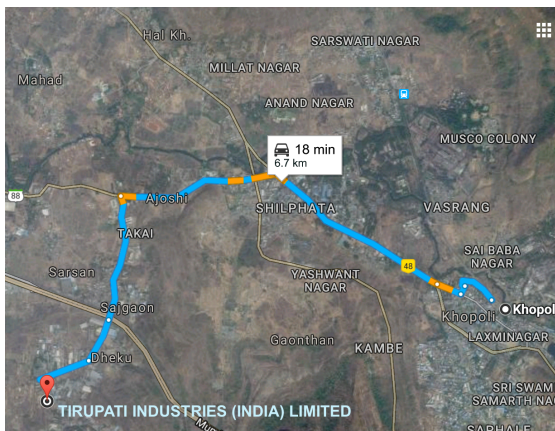 Hal Kh.
SARSWATI NAGAR
MILLAT NAGAR
Mahad
ANAND NAGAR
MUSCO COLONY
18 min
6.7 km
88
Ajoshi
SHILPHATA
VASRANG
TAKAI
SAI BABA
NAGAR
48
Sarsan
YASHWANT
NAGAR
Sajgaon
Khopol
Khopoli
Gaonthan
LAXMINAGAR
KAMBE
Dheku
SRI SWAM
SAMARTH NA
TIRUPATI INDUSTRIES (INDIA) LIMITED
Mu